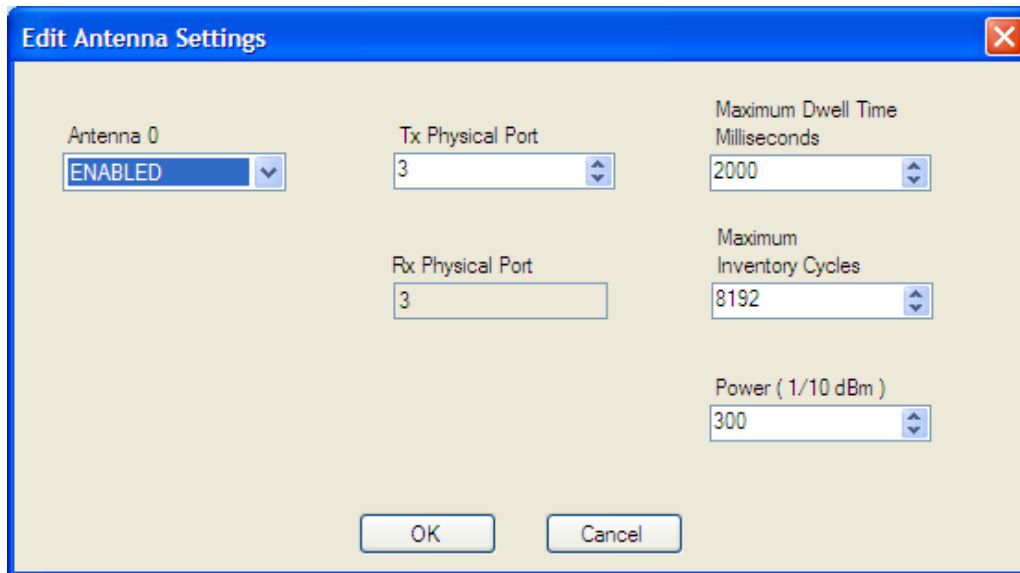 Edit Antenna Settings
Antenna 0
ENABLED
Tx Physical Port
3
Rx Physical Port
3
Maximum Dwell Time
Milliseconds
2000
Maximum
Inventory Cycles
8192
Power ( 1/10 dBm )
300
OK
Cancel